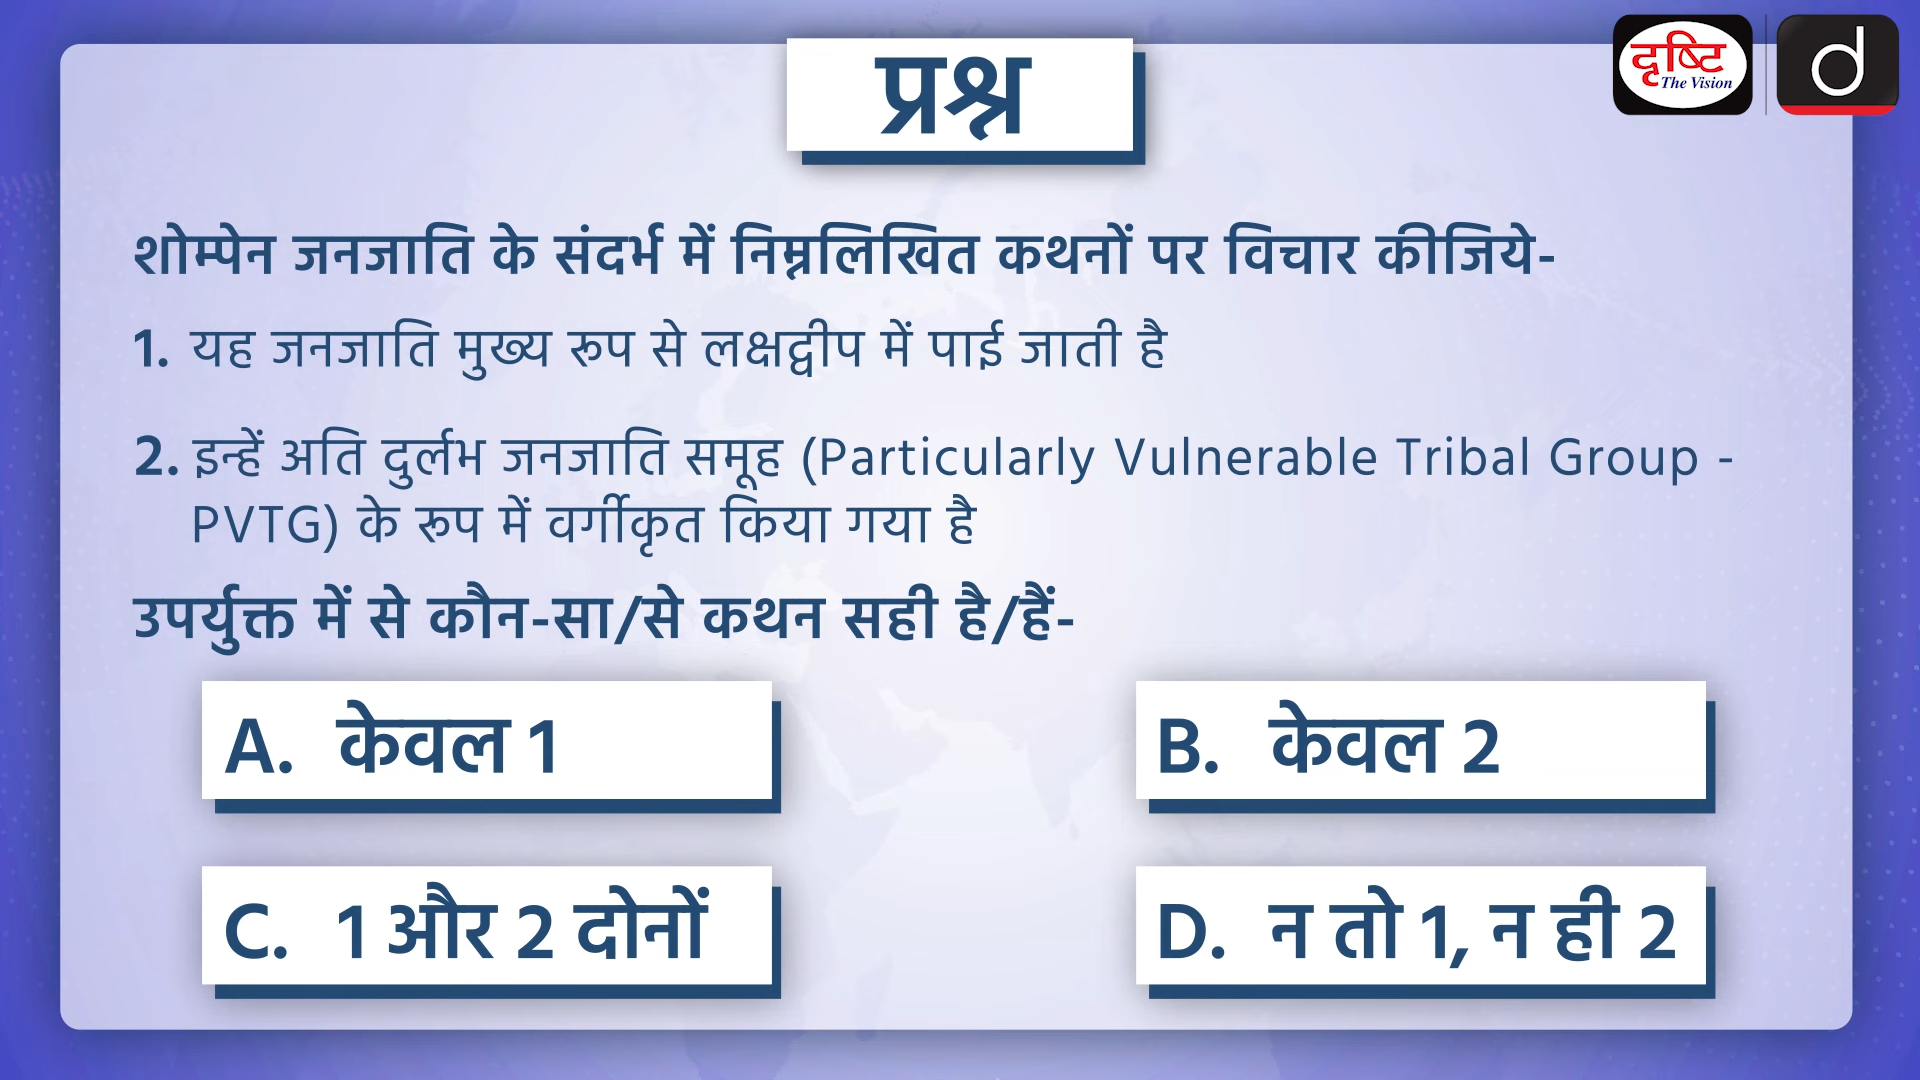 प्रश्न
दृष्टि
The Vision
d
शोम्पेन जनजाति के संदर्भ में निम्नलिखित कथनों पर विचार कीजिये-
1. यह जनजाति मुख्य रूप से लक्षद्वीप में पाई जाती है
2. इन्हें अति दुर्लभ जनजाति समूह (Particularly Vulnerable Tribal Group -
PVTG) के रूप में वर्गीकृत किया गया है
उपर्युक्त में से कौन-सा/से कथन सही है/हैं-
A. केवल 1
B. केवल 2
C. 1 और 2 दोनों
D. न तो 1, न ही 2